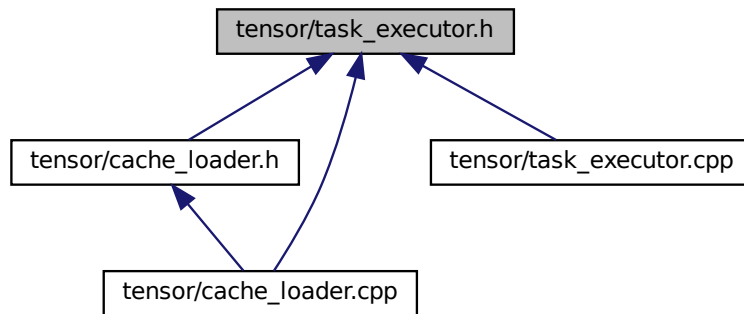 tensor/task_executor.h
tensor/cache_loader.h
tensor/task_executor.cpp
tensor/cache_loader.cpp